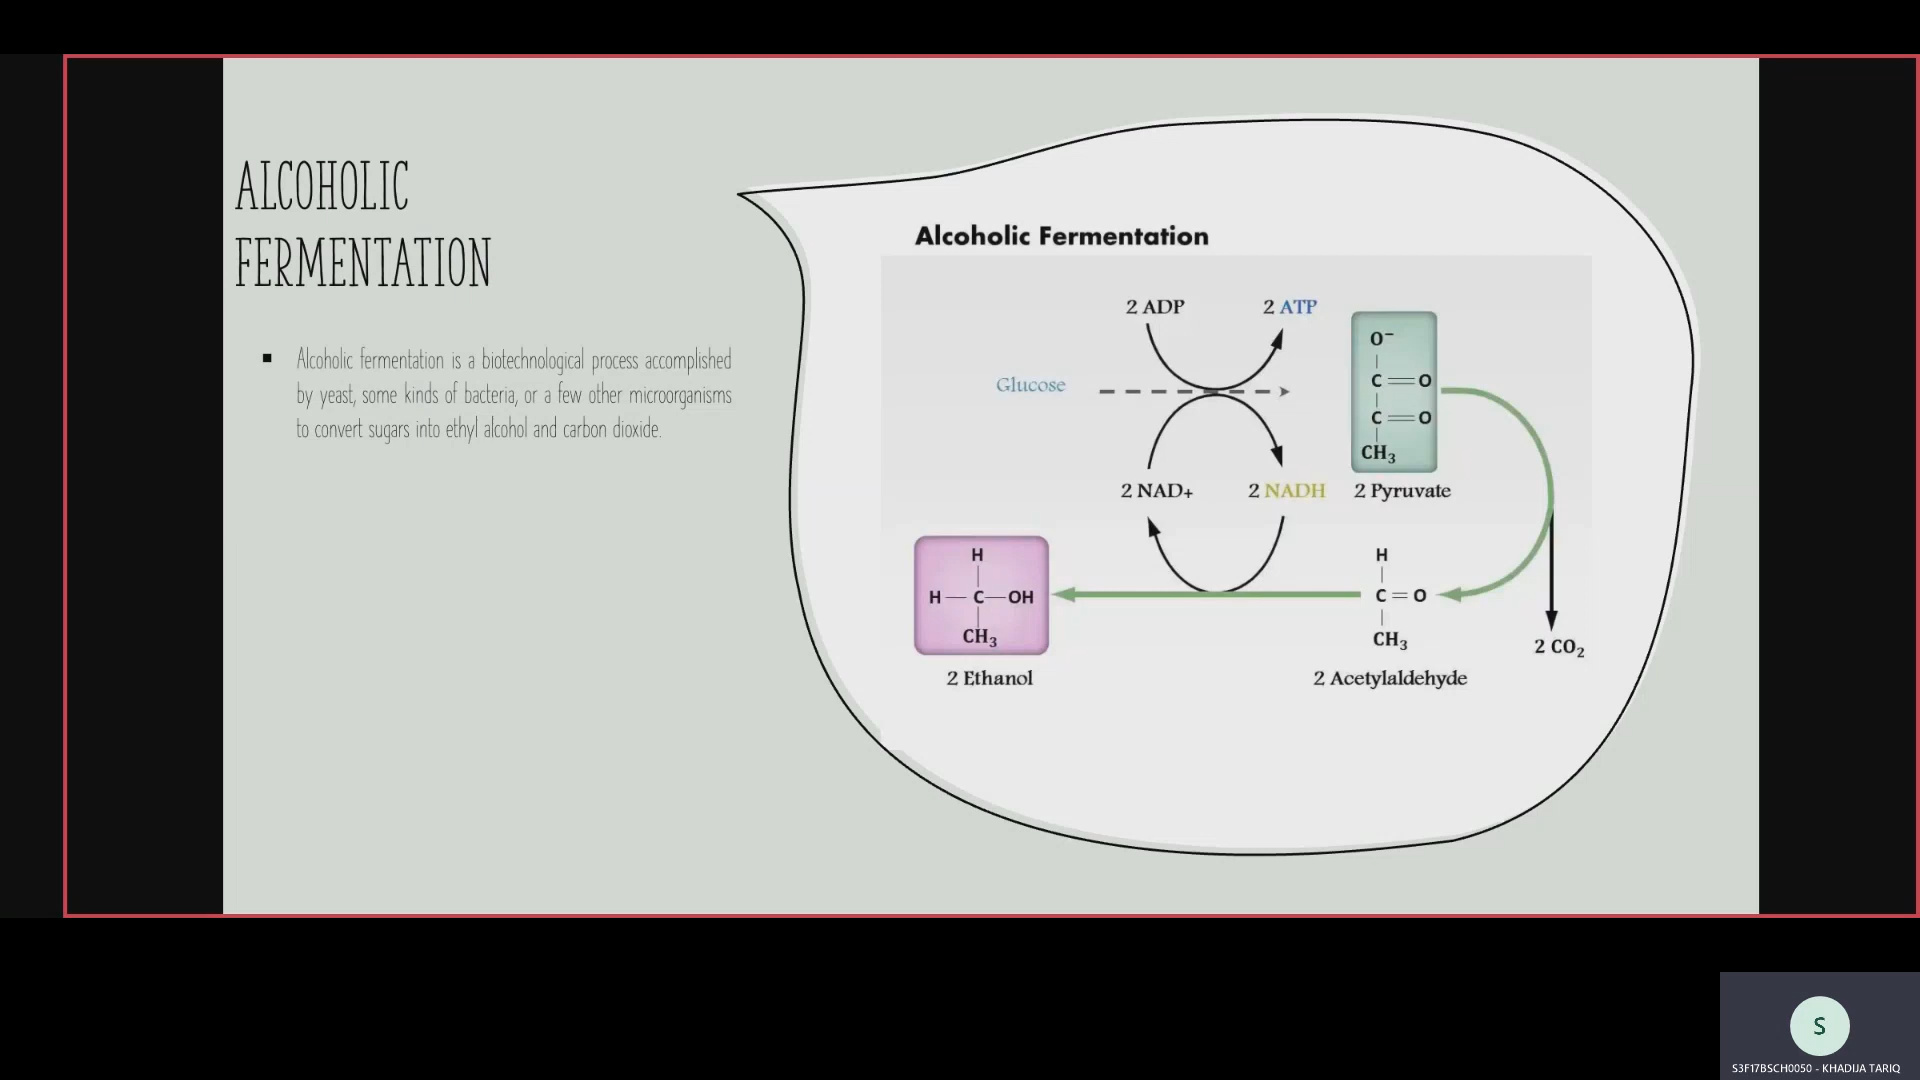 ALCOHOLIC
FERMENTATION
Alcoholic fermentation is a biotechnological process accomplished
by yeast, some kinds of bacteria, or a few other microorganisms
to convert sugars into ethyl alcohol and carbon dioxide.
Alcoholic Fermentation
2 ADP
2 ATP
Glucose
O⁻
C=O
C=O
CH₃
2 NAD+
2 NADH
2 Pyruvate
H
H—C—OH
CH₃
2 Ethanol
H
C=O
CH₃
2 Acetylaldehyde
2 CO₂
S
S3F17BSCH0050 - KHADIJA TARIQ